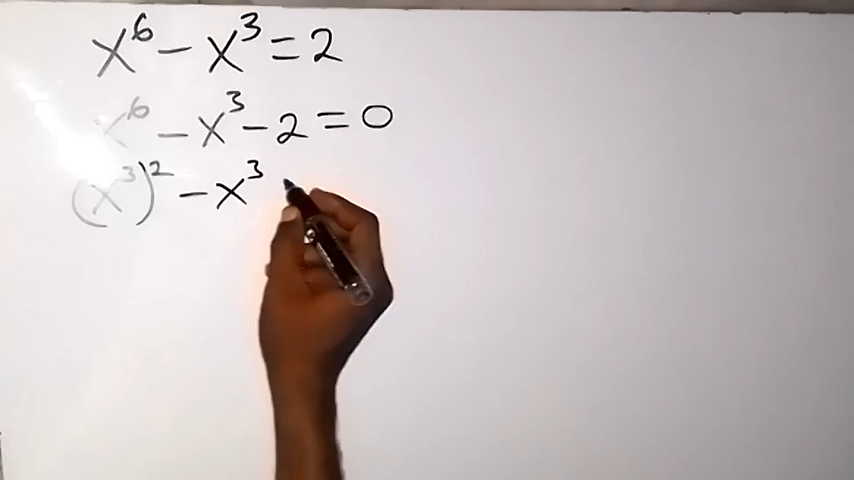 x⁶ - x³ = 2
x⁶ - x³ - 2 = 0
(x³)² - x³